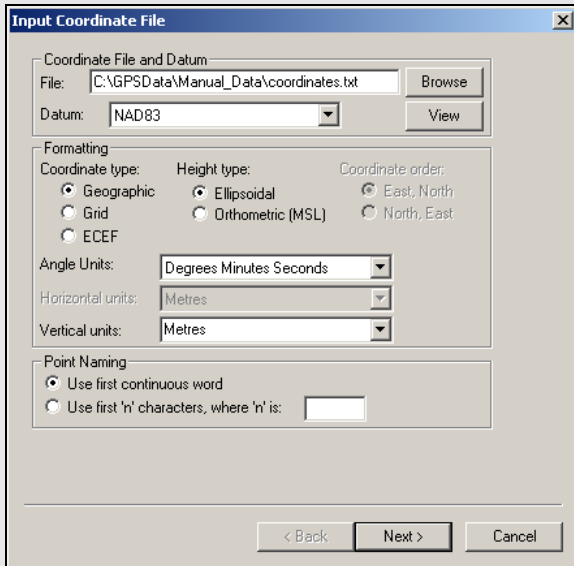 Input Coordinate File
Coordinate File and Datum
File: C:\GPSData\Manual_Data\coordinates.txt Browse
Datum: NAD83 View
Formatting
Coordinate type: Height type: Coordinate order:
Geographic Ellipsoidal East, North
Grid Orthometric (MSL) North, East
ECEF
Angle Units: Degrees Minutes Seconds
Horizontal units: Metres
Vertical units: Metres
Point Naming
Use first continuous word
Use first 'n' characters, where 'n' is:
< Back Next > Cancel